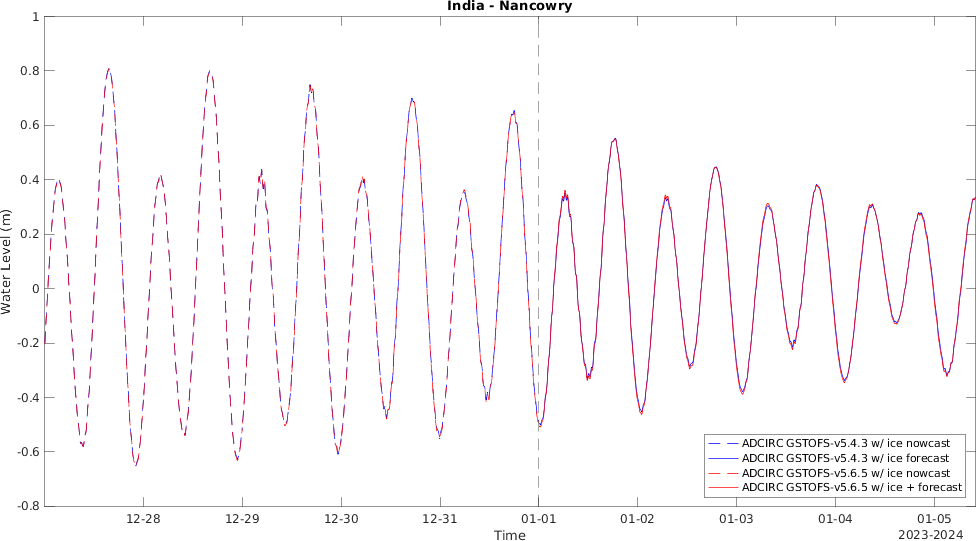 India - Nancowry
1
0.8
0.6
0.4
0.2
0
-0.2
-0.4
-0.6
-0.8
Water Level (m)
ADCIRC GSTOFS-v5.4.3 w/ ice nowcast
ADCIRC GSTOFS-v5.4.3 w/ ice forecast
ADCIRC GSTOFS-v5.6.5 w/ ice nowcast
ADCIRC GSTOFS-v5.6.5 w/ ice + forecast
12-28 12-29 12-30 12-31 01-01 01-02 01-03 01-04 01-05
Time
2023-2024